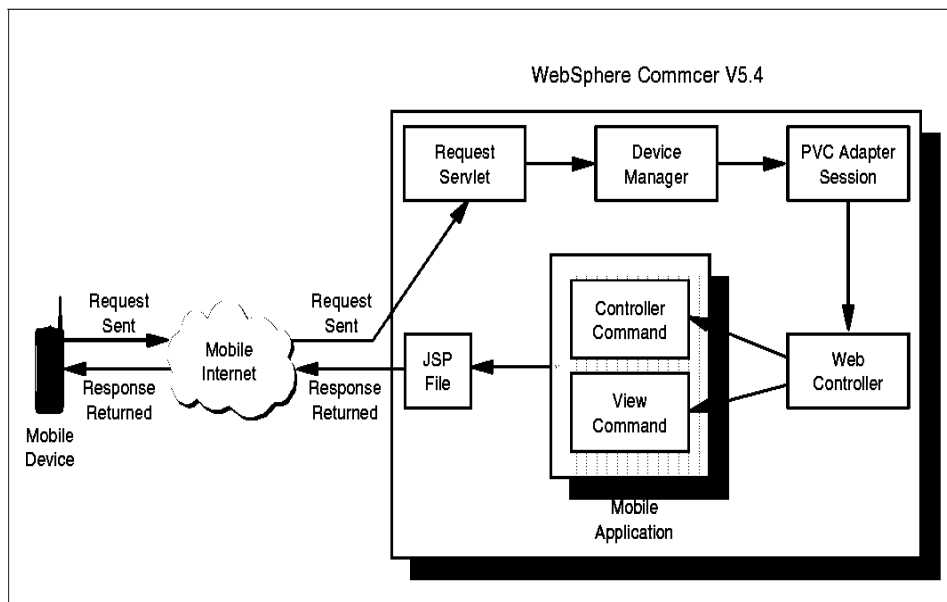 WebSphere Commcer V5.4
Request
Servlet
Device
Manager
PVC Adapter
Session
Request
Sent
Request
Sent
Mobile
Internet
Response
Returned
Response
Returned
Mobile
Device
JSP
File
Controller
Command
View
Command
Web
Controller
Mobile
Application